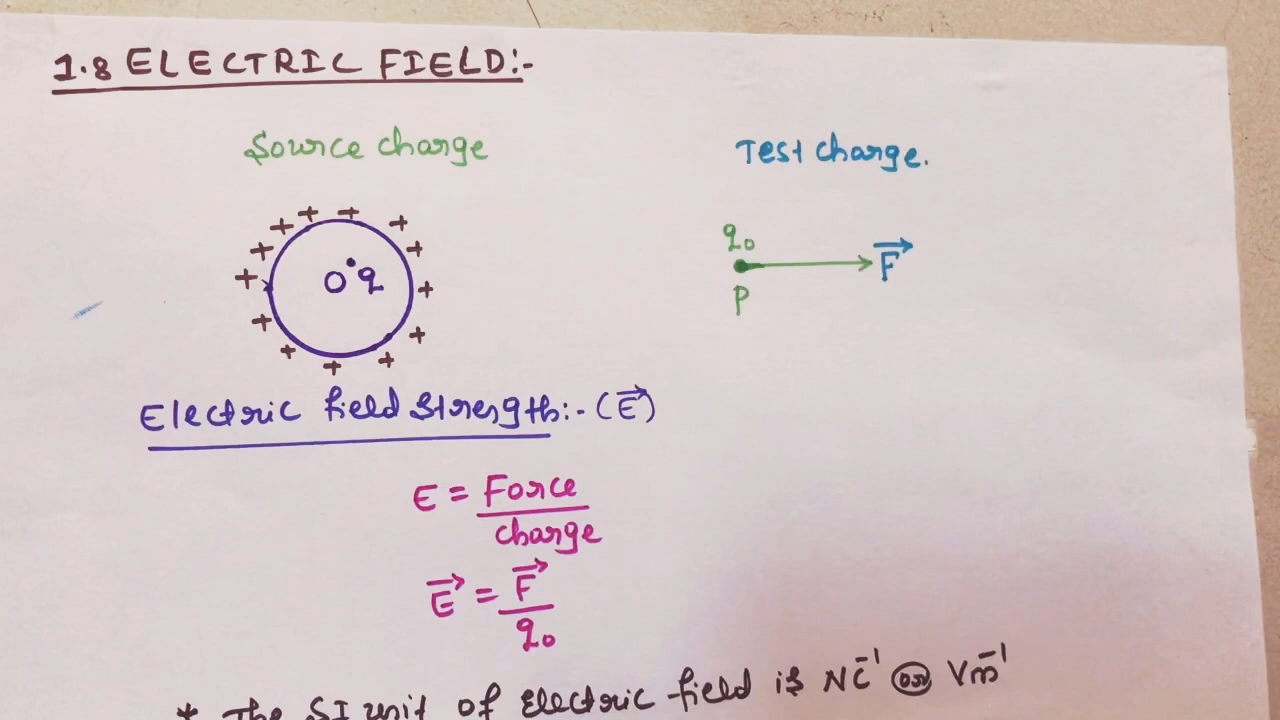 1.8 ELECTRIC FIELD:-
Source charge
Test charge.
+ + + + + + + + + + + + + +
O q
q₀
F⃗
P
Electric field Strength:- (E⃗)
E = Force
charge
E⃗ = F⃗
q₀
* The SI unit of Electric field is NC⁻¹ or Vm⁻¹